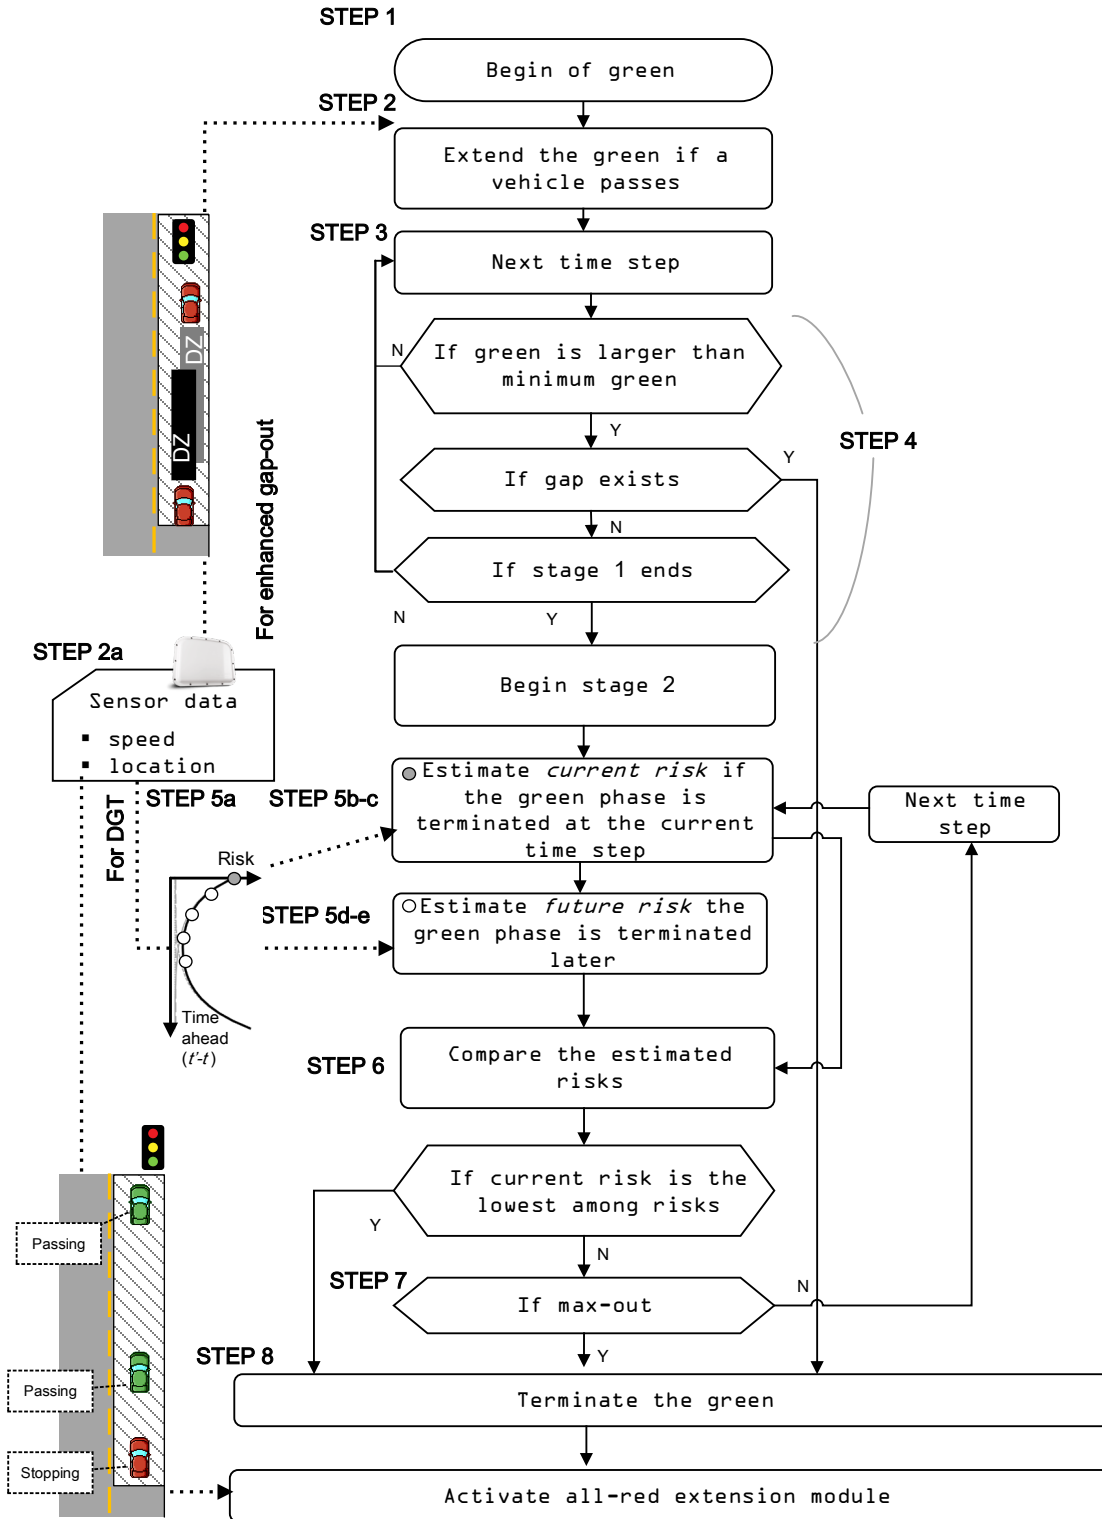 STEP 1
Begin of green
STEP 2
Extend the green if a
vehicle passes
STEP 3
Next time step
N
If green is larger than
minimum green
Y
STEP 4
If gap exists
Y
N
If stage 1 ends
N
Y
DZ
DZ
For enhanced gap-out
STEP 2a
Sensor data
▪ speed
▪ location
Begin stage 2
For DGT
STEP 5a
STEP 5b-c
Estimate current risk if
the green phase is
terminated at the current
time step
Next time
step
Risk
STEP 5d-e
Estimate future risk the
green phase is terminated
later
Time
ahead
(t'-t)
STEP 6
Compare the estimated
risks
If current risk is the
lowest among risks
Y
N
STEP 7
If max-out
N
Y
Passing
Passing
Stopping
STEP 8
Terminate the green
Activate all-red extension module